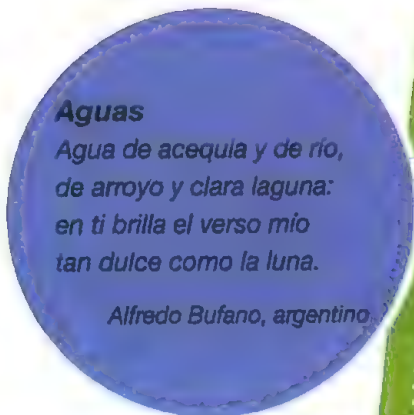 Aguas
Agua de acequia y de río,
de arroyo y clara laguna:
en ti brilla el verso mío
tan dulce como la luna.
Alfredo Bufano, argentino